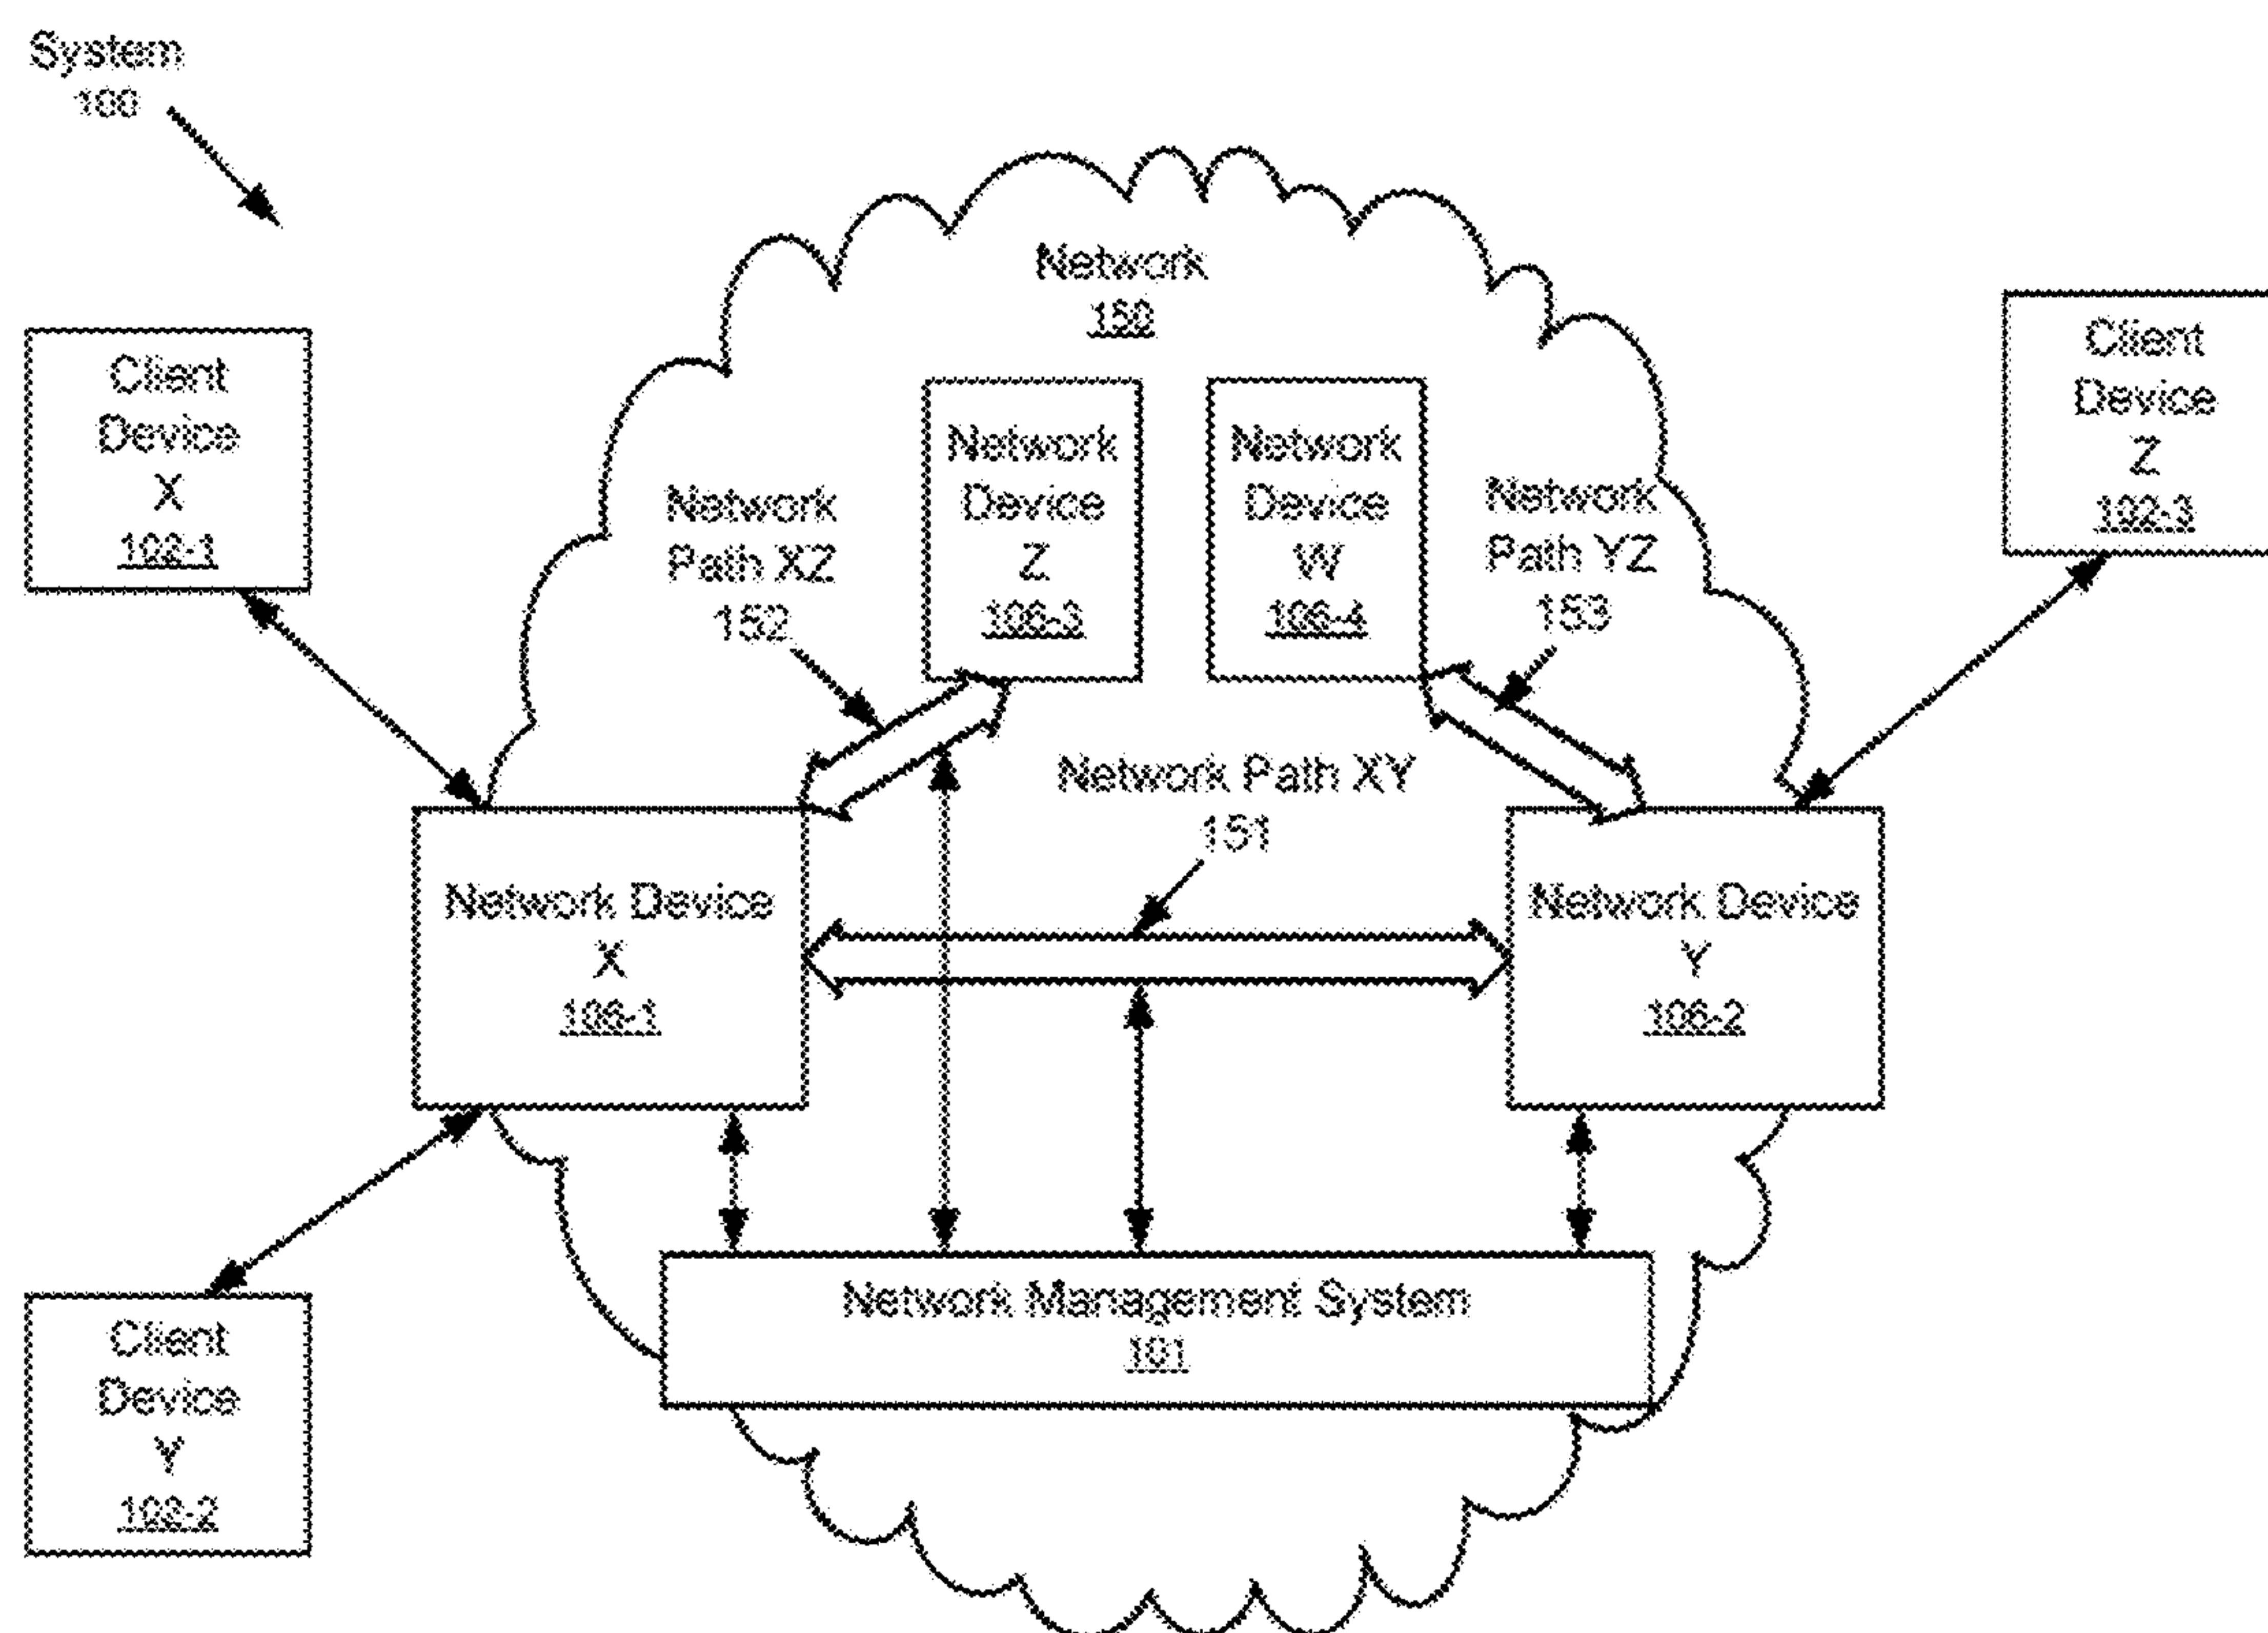 System
100
Network
150
Client
Device
X
102-1
Client
Device
Z
102-3
Network
Device
Z
106-3
Network
Device
W
106-4
Network
Path XZ
152
Network
Path YZ
153
Network Path XY
151
Network Device
X
106-1
Network Device
Y
106-2
Network Management System
101
Client
Device
Y
102-2